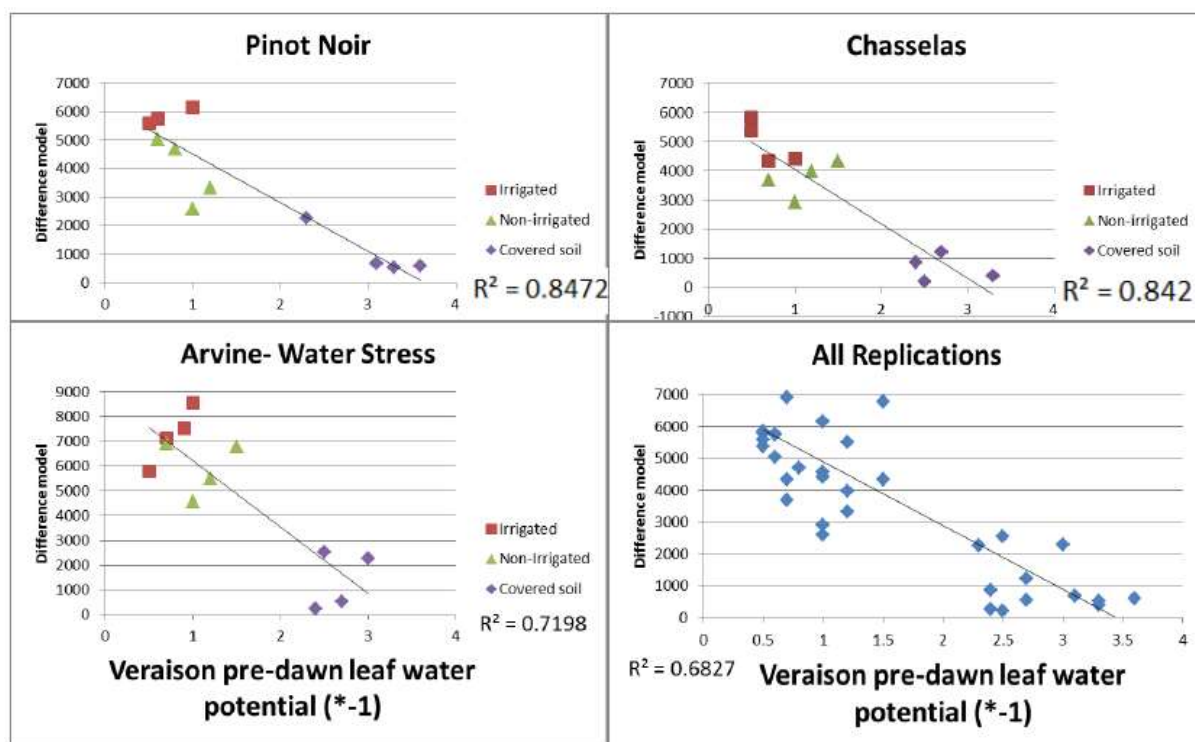 Pinot Noir
Difference model
7000
6000
5000
4000
3000
2000
1000
0
0
1
2
3
4
Irrigated
Non-irrigated
Covered soil
R² = 0.8472
Chasselas
Difference model
7000
6000
5000
4000
3000
2000
1000
0
-1000
0
1
2
3
4
Irrigated
Non-irrigated
Covered soil
R² = 0.842
Arvine- Water Stress
Difference model
9000
8000
7000
6000
5000
4000
3000
2000
1000
0
0
1
2
3
4
Irrigated
Non-Irrigated
Covered soil
R² = 0.7198
Veraison pre-dawn leaf water
potential (*-1)
All Replications
Difference model
7000
6000
5000
4000
3000
2000
1000
0
0
0.5
1
1.5
2
2.5
3
3.5
4
R² = 0.6827
Veraison pre-dawn leaf water
potential (*-1)